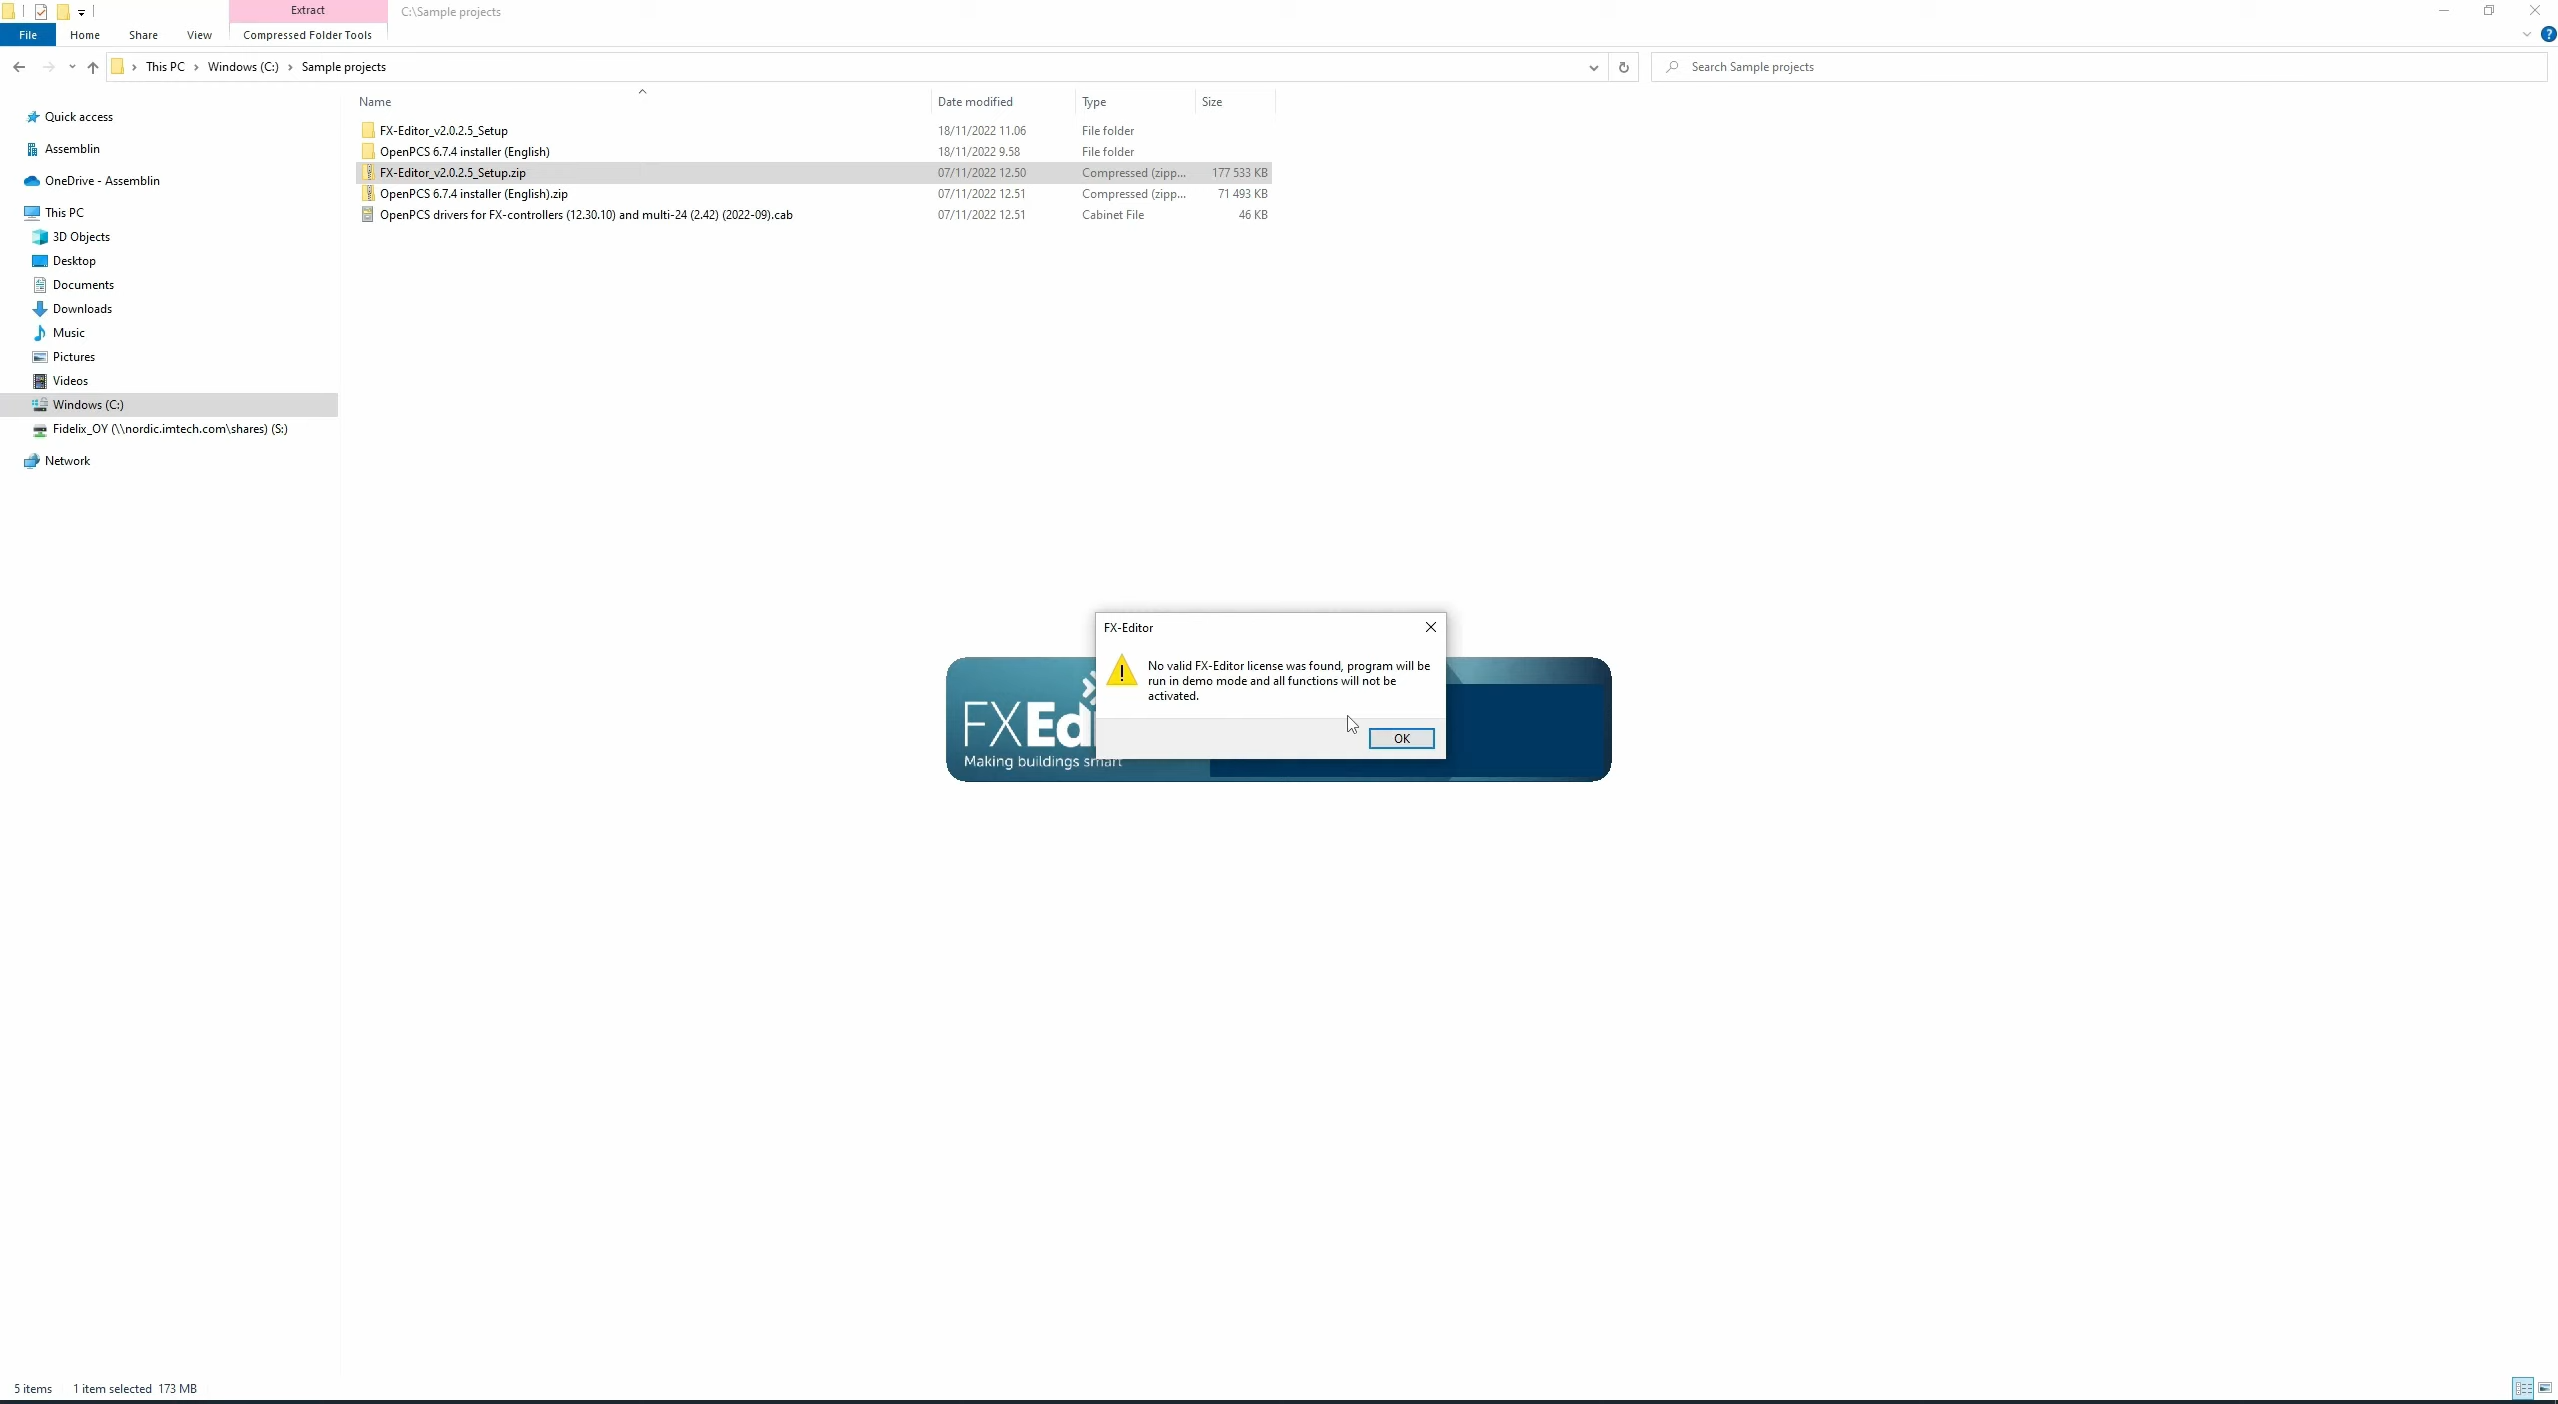 Extract
C:\Sample projects
File
Home
Share
View
Compressed Folder Tools
?
This PC
Windows (C:)
Sample projects
Search Sample projects
Name
Date modified
Type
Size
Quick access
Assemblin
OneDrive - Assemblin
This PC
3D Objects
Desktop
Documents
Downloads
Music
Pictures
Videos
Windows (C:)
Fidelix_OY (\\nordic.imtech.com\shares) (S:)
Network
FX-Editor_v2.0.2.5_Setup 18/11/2022 11.06 File folder
OpenPCS 6.7.4 installer (English) 18/11/2022 9.58 File folder
FX-Editor_v2.0.2.5_Setup.zip 07/11/2022 12.50 Compressed (zipp... 177 533 KB
OpenPCS 6.7.4 installer (English).zip 07/11/2022 12.51 Compressed (zipp... 71 493 KB
OpenPCS drivers for FX-controllers (12.30.10) and multi-24 (2.42) (2022-09).cab 07/11/2022 12.51 Cabinet File 46 KB
FX-Editor
No valid FX-Editor license was found, program will be
run in demo mode and all functions will not be
activated.
OK
FXEdi
Making buildings smart
5 items 1 item selected 173 MB